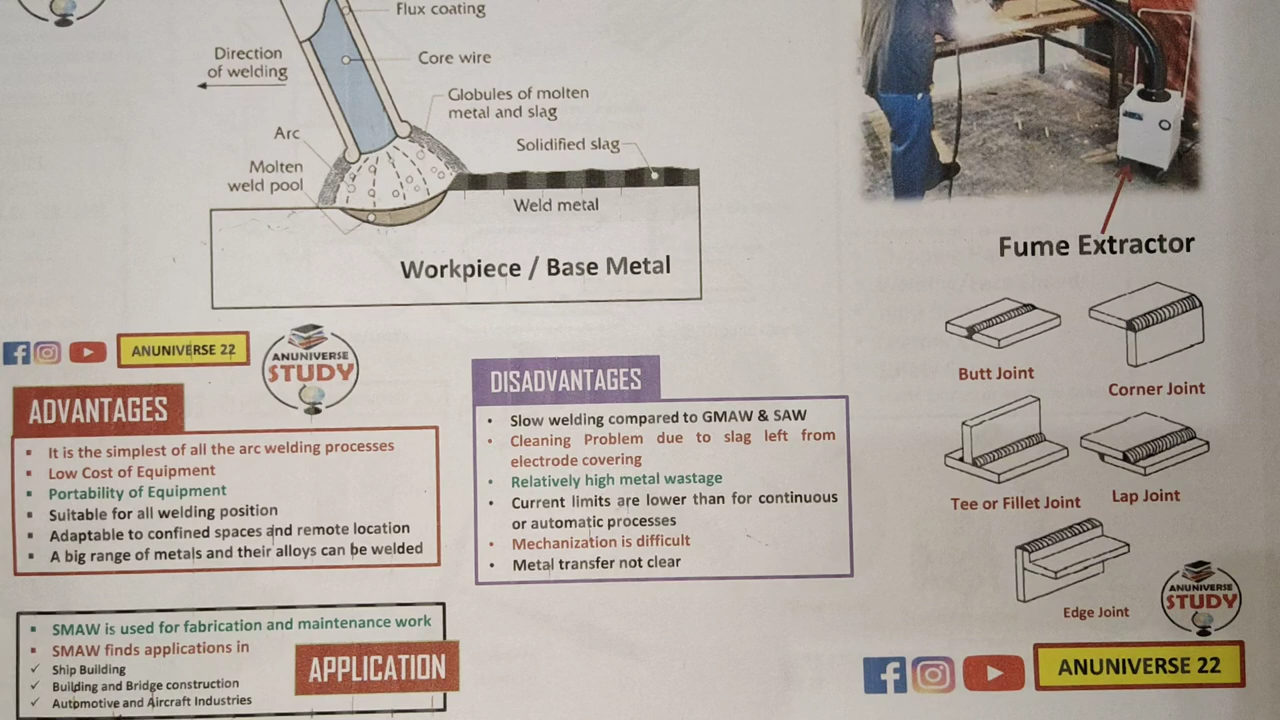 Flux coating
Direction
of welding
Core wire
Globules of molten
metal and slag
Arc
Solidified slag
Molten
weld pool
Weld metal
Workpiece / Base Metal
Fume Extractor
Butt Joint
Corner Joint
Tee or Fillet Joint
Lap Joint
Edge Joint
ANUNIVERSE 22
ANUNIVERSE
STUDY
ADVANTAGES
It is the simplest of all the arc welding processes
Low Cost of Equipment
Portability of Equipment
Suitable for all welding position
Adaptable to confined spaces and remote location
A big range of metals and their alloys can be welded
DISADVANTAGES
Slow welding compared to GMAW & SAW
Cleaning Problem due to slag left from
electrode covering
Relatively high metal wastage
Current limits are lower than for continuous
or automatic processes
Mechanization is difficult
Metal transfer not clear
SMAW is used for fabrication and maintenance work
SMAW finds applications in
Ship Building
Building and Bridge construction
Automotive and Aircraft Industries
APPLICATION
ANUNIVERSE
STUDY
ANUNIVERSE 22